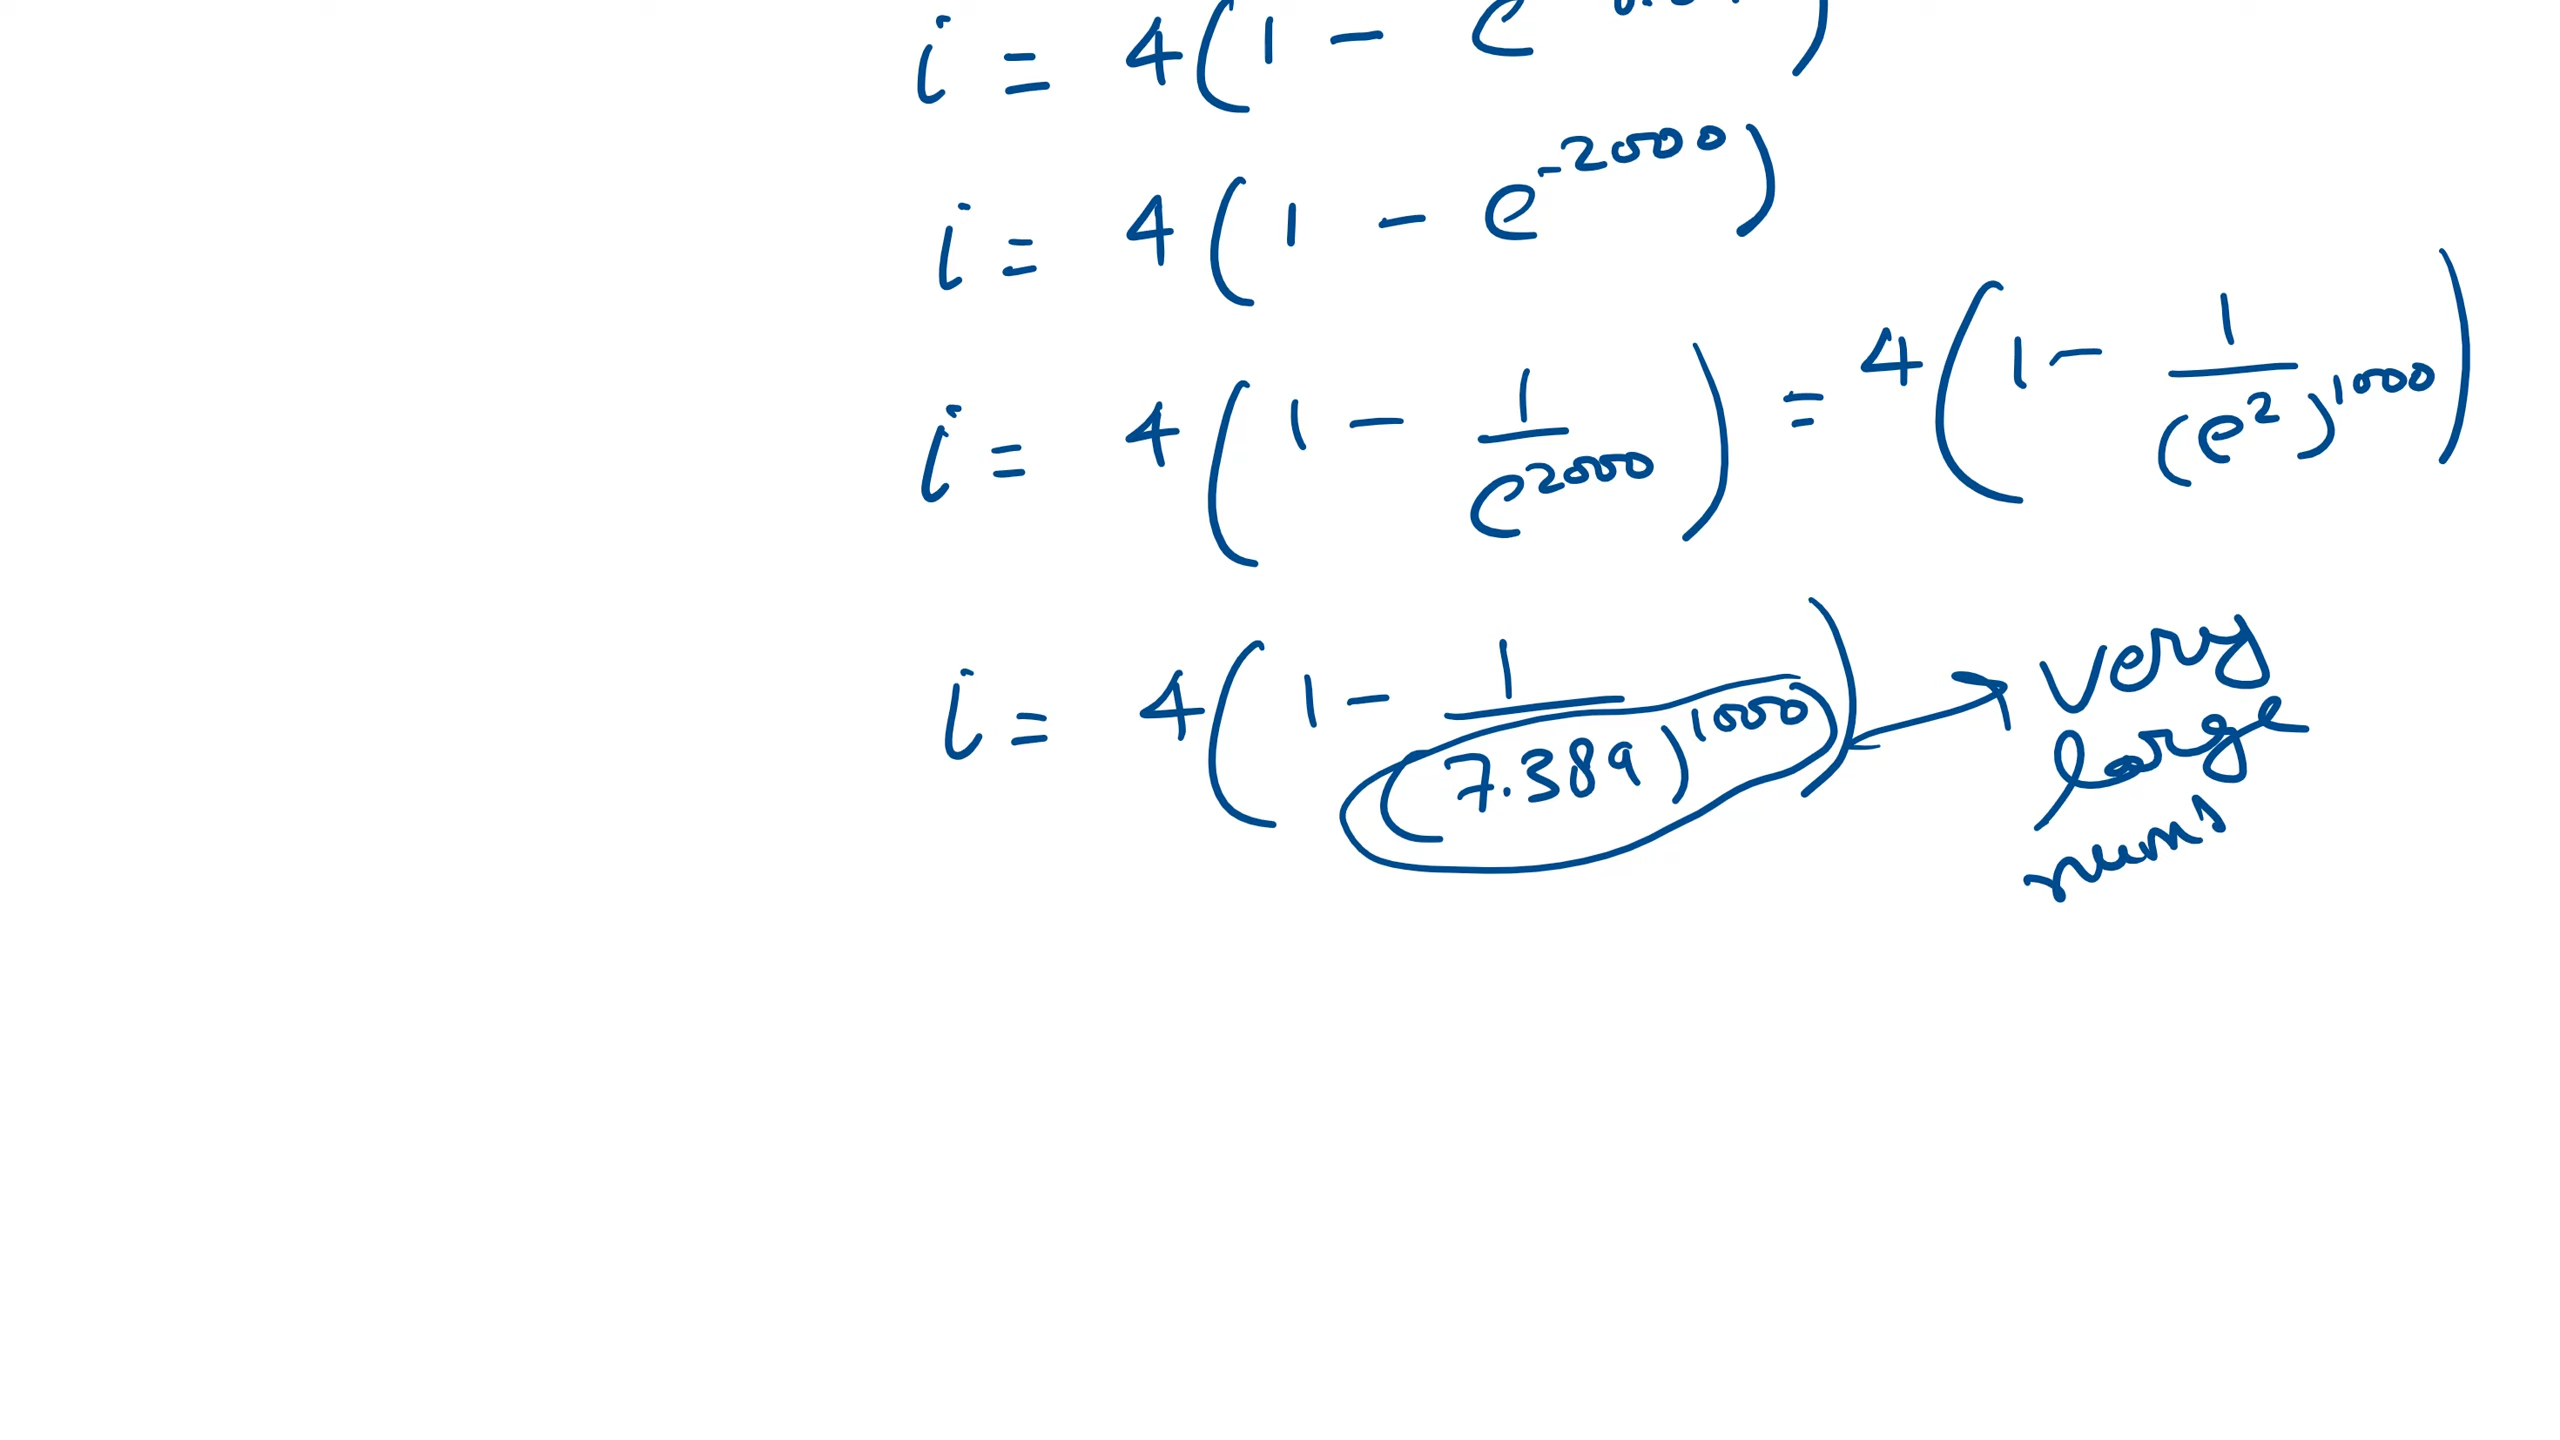 i = 4(1 - e
i = 4(1 - e^-2000)
i = 4(1 - 1/e^2000) = 4(1 - 1/(e^2)^1000)
i = 4(1 - 1/(7.389)^1000) → very
large